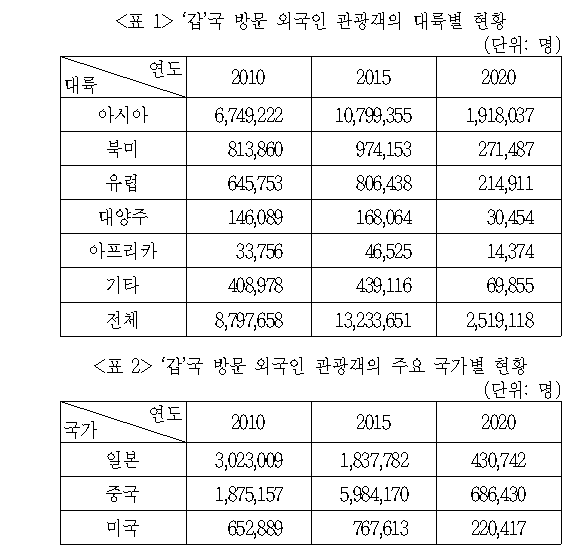 <표 1> ‘갑’국 방문 외국인 관광객의 대륙별 현황
(단위: 명)
연도
대륙 2010 2015 2020
아시아 6,749,222 10,799,355 1,918,037
북미 813,860 974,153 271,487
유럽 645,753 806,438 214,911
대양주 146,089 168,064 30,454
아프리카 33,756 46,525 14,374
기타 408,978 439,116 69,855
전체 8,797,658 13,233,651 2,519,118
<표 2> ‘갑’국 방문 외국인 관광객의 주요 국가별 현황
(단위: 명)
연도
국가 2010 2015 2020
일본 3,023,009 1,837,782 430,742
중국 1,875,157 5,984,170 686,430
미국 652,889 767,613 220,417